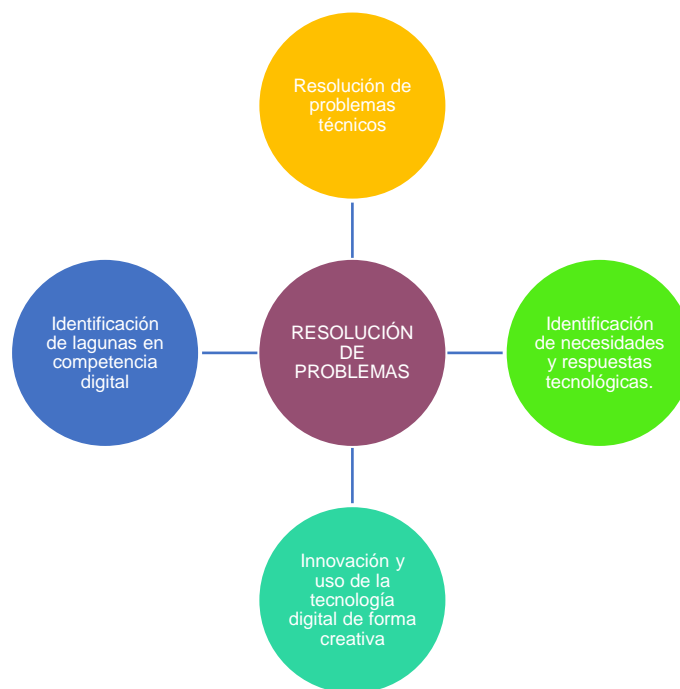 Resolución de
problemas
técnicos
Identificación
de lagunas en
competencia
digital
RESOLUCIÓN
DE
PROBLEMAS
Identificación
de necesidades
y respuestas
tecnológicas.
Innovación y
uso de la
tecnología
digital de forma
creativa